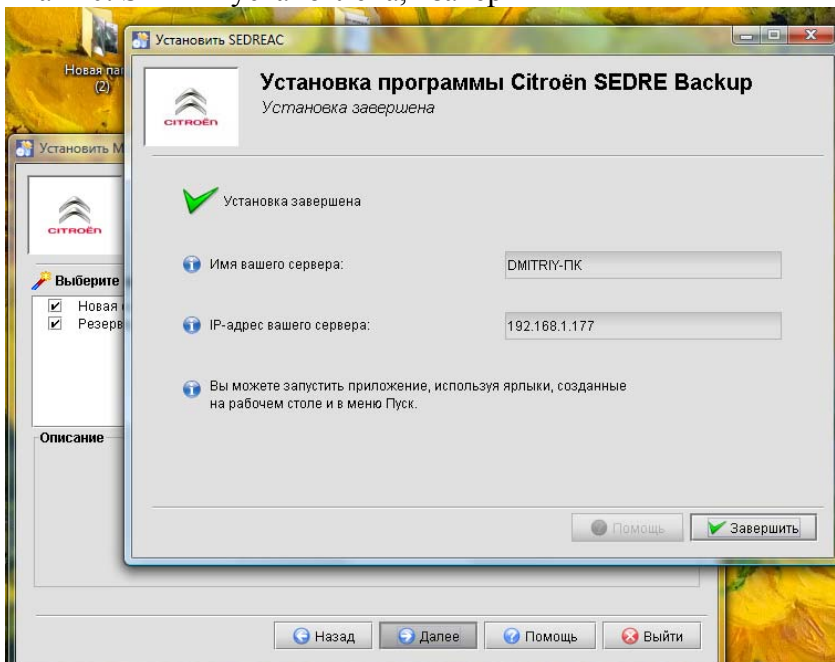 Новая
(2)
Установить SEDREAC
CITROËN
Установка программы Citroën SEDRE Backup
Установка завершена
Установка завершена
Имя вашего сервера:
DMITRIY-ПК
IP-адрес вашего сервера:
192.168.1.177
Вы можете запустить приложение, используя ярлыки, созданные
на рабочем столе и в меню Пуск.
Помощь
Завершить
Установить
CITROËN
Выберите
Новая
Описание
Назад
Далее
Помощь
Выйти